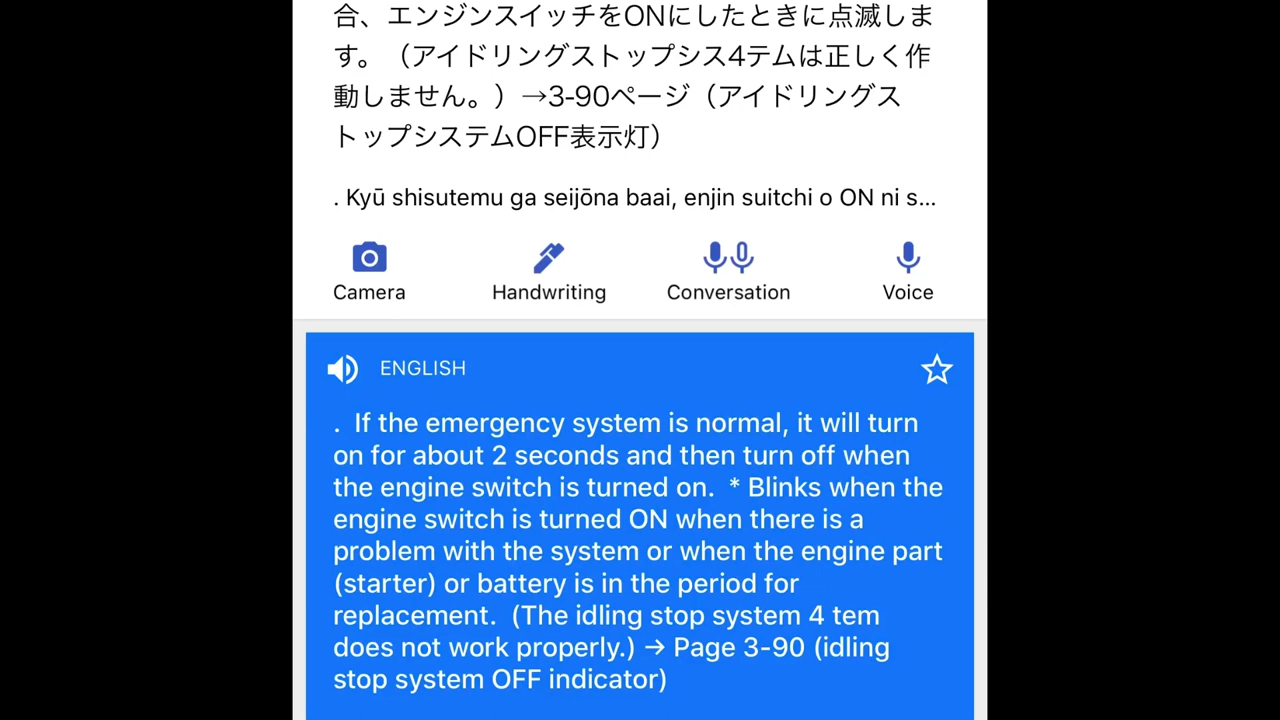 合、エンジンスイッチをONにしたときに点滅しま
す。（アイドリングストップシス4テムは正しく作
動しません。）→3-90ページ（アイドリングス
トップシステムOFF表示灯）
. Kyū shisutemu ga seijōna baai, enjin suitchi o ON ni s...
Camera Handwriting Conversation Voice
ENGLISH
. If the emergency system is normal, it will turn
on for about 2 seconds and then turn off when
the engine switch is turned on. * Blinks when the
engine switch is turned ON when there is a
problem with the system or when the engine part
(starter) or battery is in the period for
replacement. (The idling stop system 4 tem
does not work properly.) → Page 3-90 (idling
stop system OFF indicator)